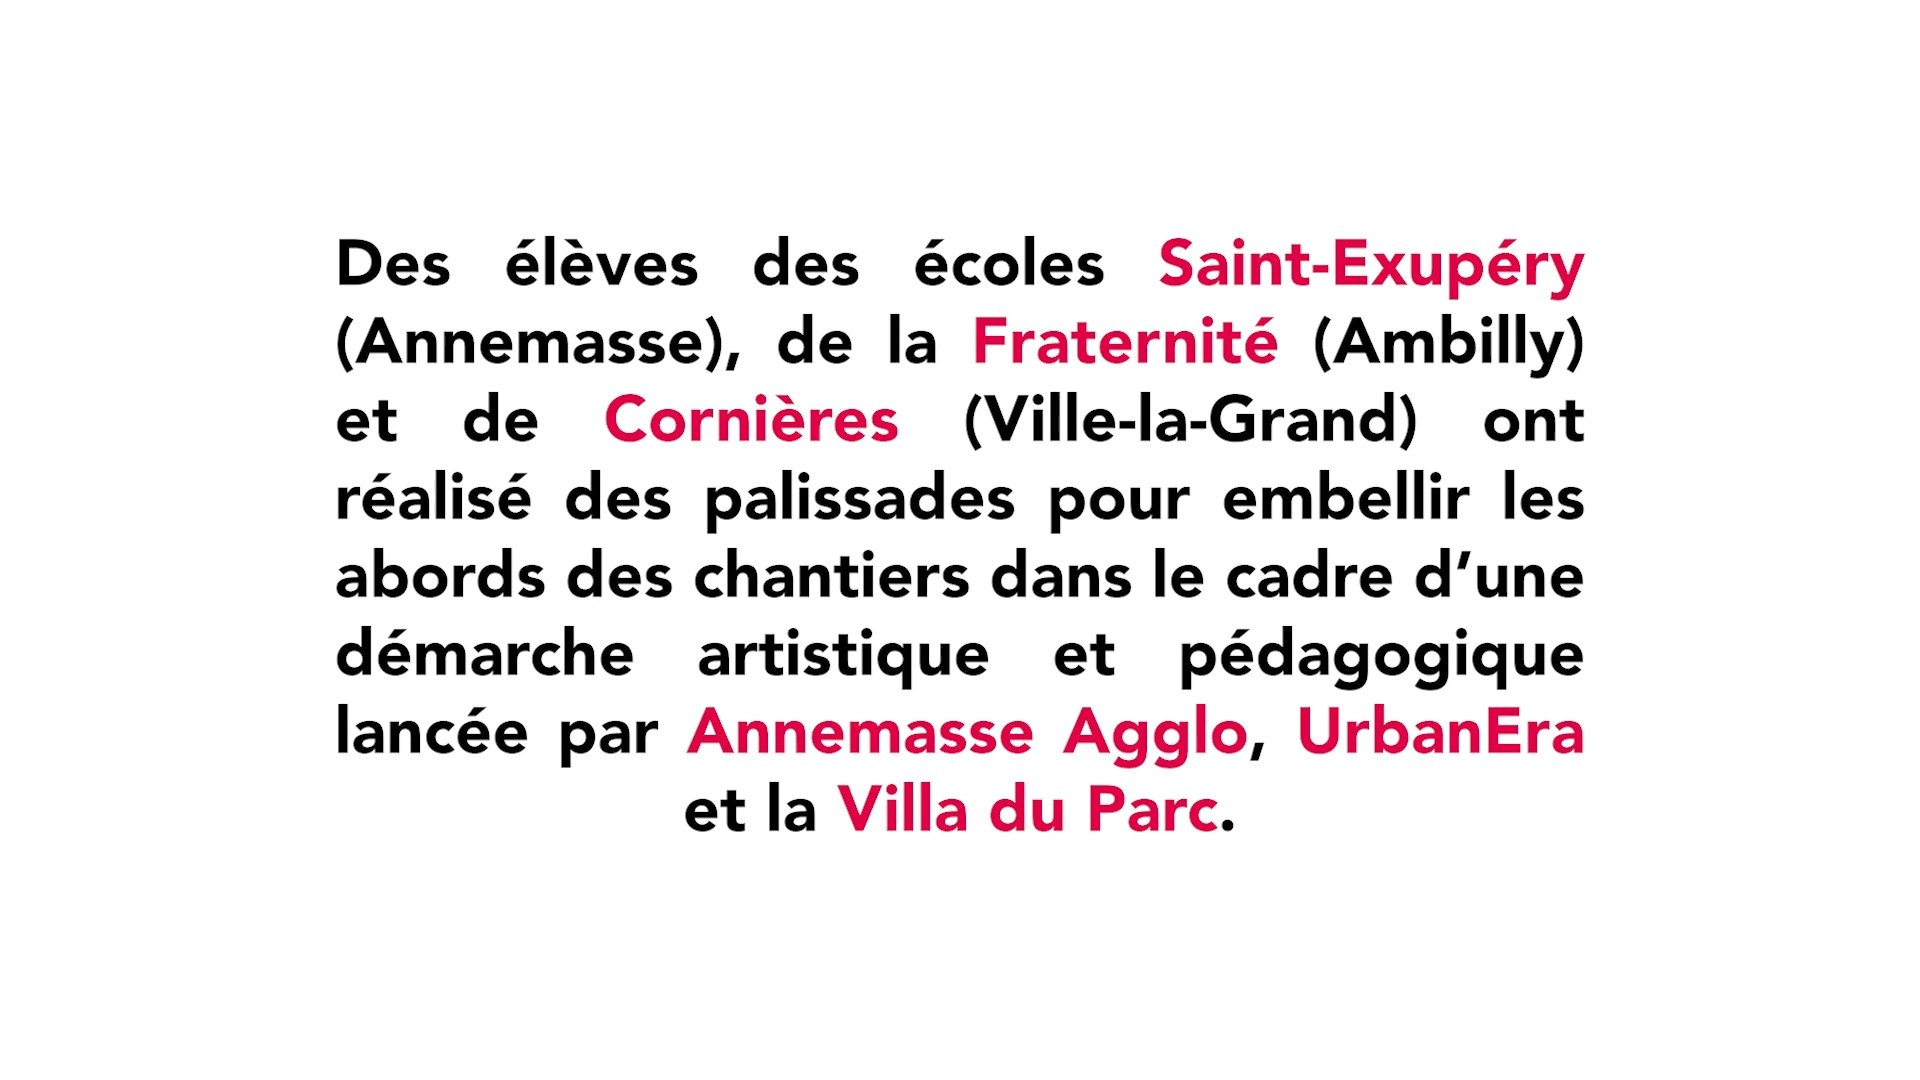 Des élèves des écoles Saint-Exupéry
(Annemasse), de la Fraternité (Ambilly)
et de Cornières (Ville-la-Grand) ont
réalisé des palissades pour embellir les
abords des chantiers dans le cadre d’une
démarche artistique et pédagogique
lancée par Annemasse Agglo, UrbanEra
et la Villa du Parc.